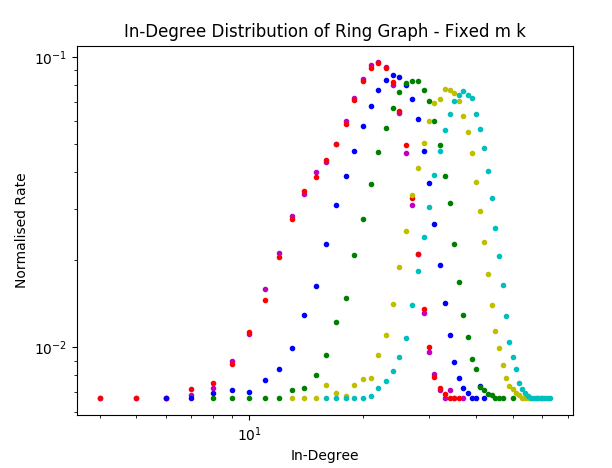 In-Degree Distribution of Ring Graph - Fixed m k
10⁻¹
10⁻²
Normalised Rate
10¹
In-Degree